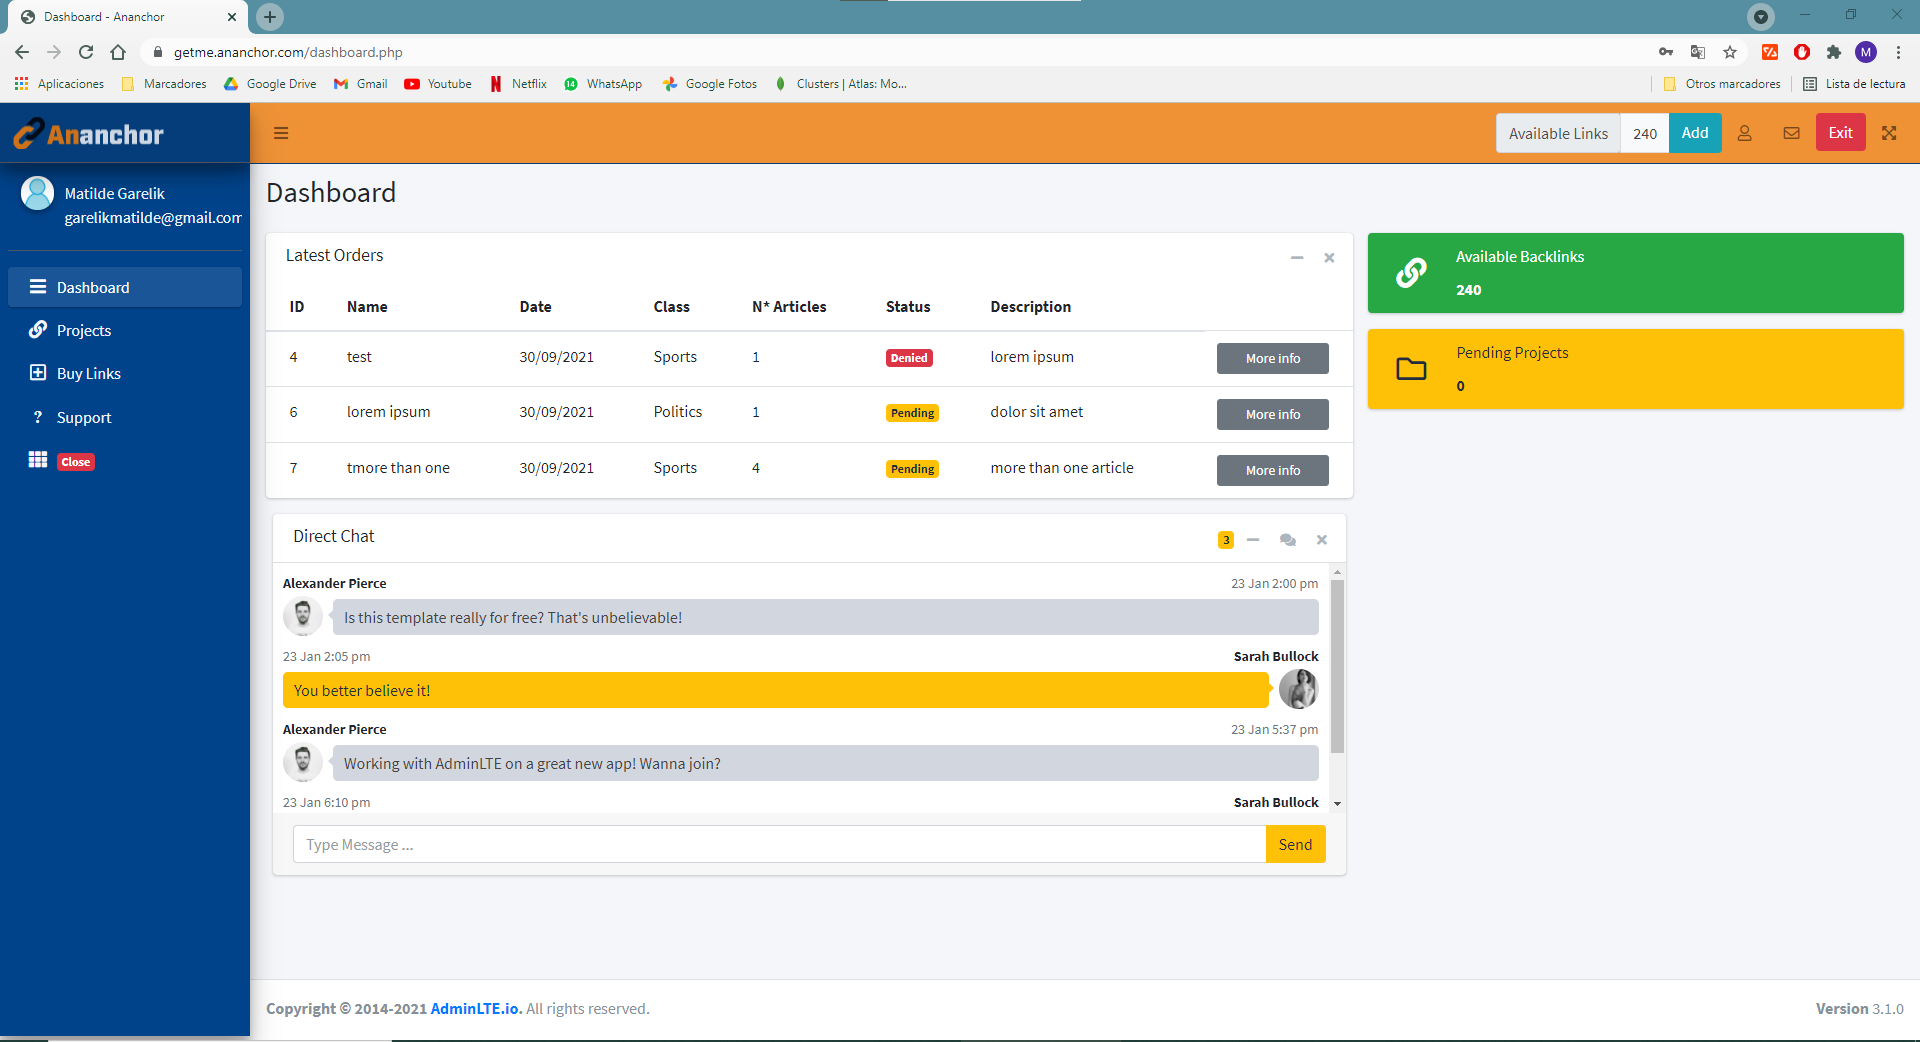 Dashboard - Ananchor
getme.ananchor.com/dashboard.php
M
Aplicaciones Marcadores Google Drive Gmail Youtube Netflix 14 WhatsApp Google Fotos Clusters | Atlas: Mo... Otros marcadores Lista de lectura
Ananchor
Available Links 240 Add Exit
Matilde Garelik
garelikmatilde@gmail.com
Dashboard
Projects
Buy Links
? Support
Close
Dashboard
Latest Orders
ID Name Date Class N* Articles Status Description
4 test 30/09/2021 Sports 1 Denied lorem ipsum More info
6 lorem ipsum 30/09/2021 Politics 1 Pending dolor sit amet More info
7 tmore than one 30/09/2021 Sports 4 Pending more than one article More info
Available Backlinks
240
Pending Projects
0
Direct Chat 3
Alexander Pierce 23 Jan 2:00 pm
Is this template really for free? That's unbelievable!
23 Jan 2:05 pm Sarah Bullock
You better believe it!
Alexander Pierce 23 Jan 5:37 pm
Working with AdminLTE on a great new app! Wanna join?
23 Jan 6:10 pm Sarah Bullock
Type Message ... Send
Copyright © 2014-2021 AdminLTE.io. All rights reserved. Version 3.1.0